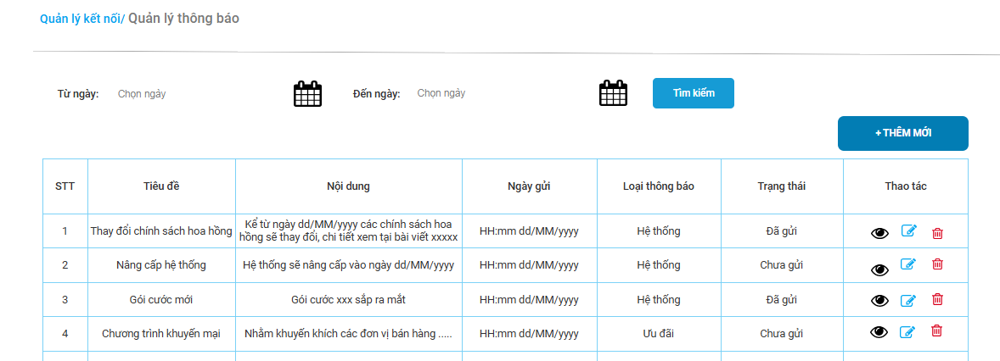 Quản lý kết nối/ Quản lý thông báo
Từ ngày: Chọn ngày Đến ngày: Chọn ngày Tìm kiếm
+ THÊM MỚI
STT Tiêu đề Nội dung Ngày gửi Loại thông báo Trạng thái Thao tác
1 Thay đổi chính sách hoa hồng Kể từ ngày dd/MM/yyyy các chính sách hoa
hồng sẽ thay đổi, chi tiết xem tại bài viết xxxxx HH:mm dd/MM/yyyy Hệ thống Đã gửi
2 Nâng cấp hệ thống Hệ thống sẽ nâng cấp vào ngày dd/MM/yyyy HH:mm dd/MM/yyyy Hệ thống Chưa gửi
3 Gói cước mới Gói cước xxx sắp ra mắt HH:mm dd/MM/yyyy Hệ thống Đã gửi
4 Chương trình khuyến mại Nhằm khuyến khích các đơn vị bán hàng ..... HH:mm dd/MM/yyyy Ưu đãi Chưa gửi